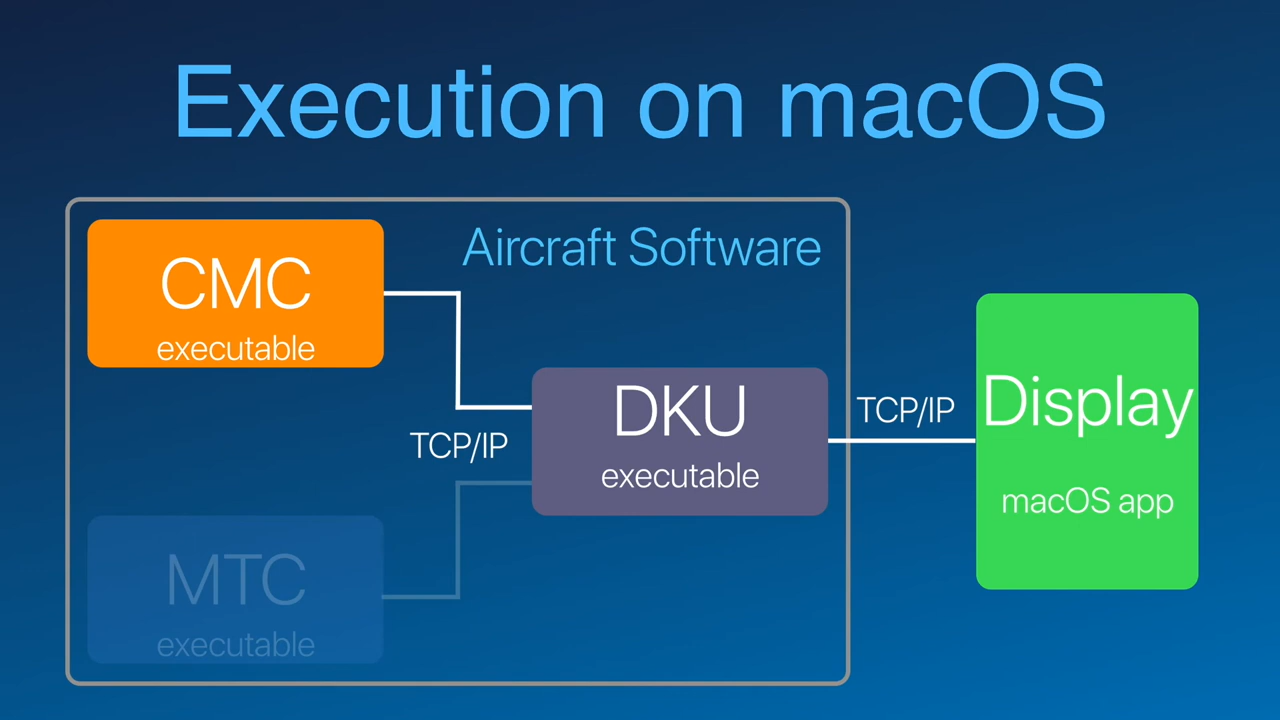 Execution on macOS
Aircraft Software
CMC
executable
DKU
executable
TCP/IP
TCP/IP
Display
macOS app
MTC
executable